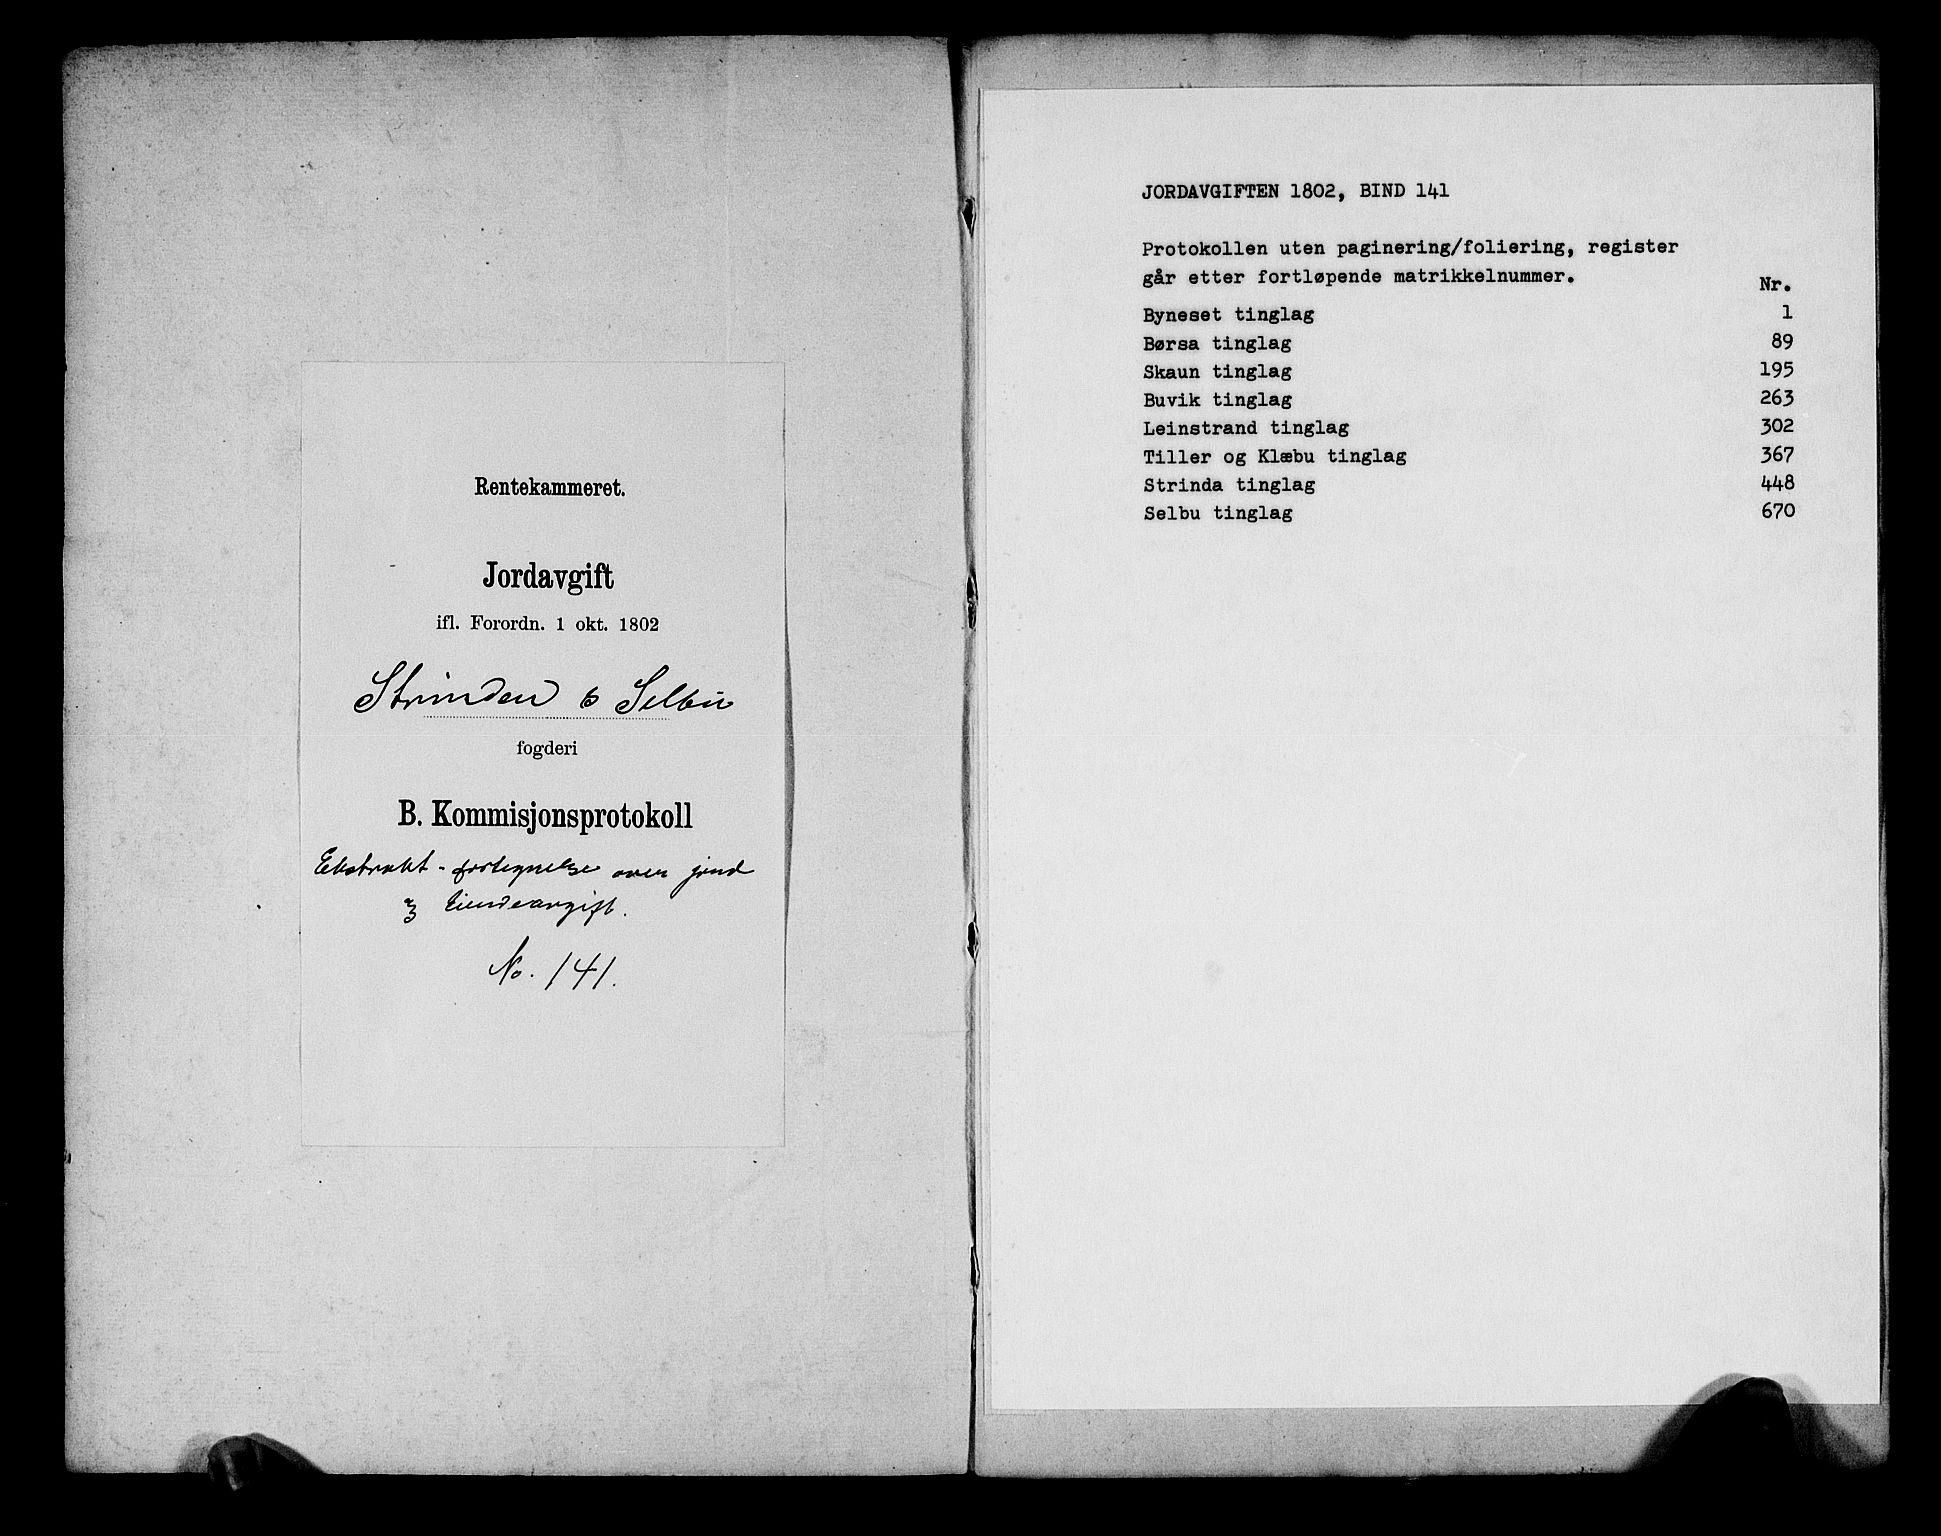 Rentekammeret.
Jordavgift
ifl. Forordn. 1 okt. 1802
Strinden & Selbu
fogderi
B. Kommisjonsprotokoll
Ekstrakt-fortegnelse over jord
og tiendeavgift.
No. 141.
JORDAVGIFTEN 1802, BIND 141
Protokollen uten paginering/foliering, register
går etter fortløpende matrikkelnummer.
Nr.
Byneset tinglag 1
Børsa tinglag 89
Skaun tinglag 195
Buvik tinglag 263
Leinstrand tinglag 302
Tiller og Klæbu tinglag 367
Strinda tinglag 448
Selbu tinglag 670